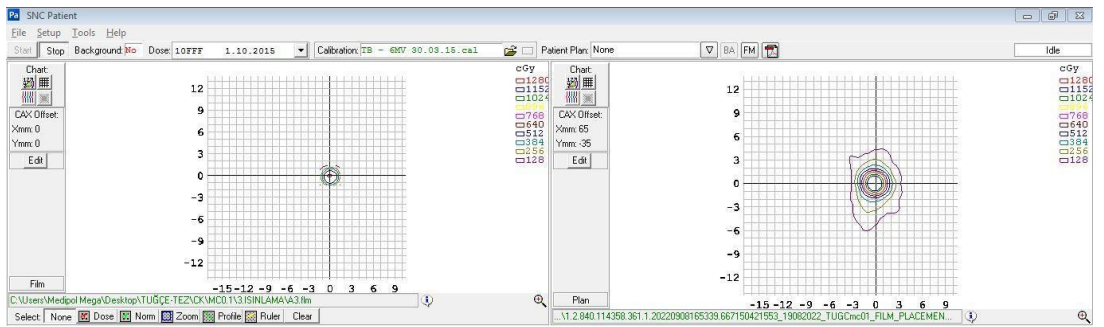 SNC Patient
File Setup Tools Help
Start Stop Background: No Dose: 10FFF 1.10.2015 Calibration: TB - 6MV 30.03.15.cal Patient Plan: None BA FM Idle
Chart:
CAX Offset:
Xmm: 0
Ymm: 0
Edit
Film
12
9
6
3
0
-3
-6
-9
-12
-15 -12 -9 -6 -3 0 3 6 9
cGy
1280
1152
1024
896
768
640
512
384
256
128
C:\Users\Medipol Mega\Desktop\TUĞÇE-TEZ\CK\MC0.1\3.ISINLAMA\A3.flm
Select: None Dose Norm Zoom Profile Ruler Clear
Chart:
CAX Offset:
Xmm: 65
Ymm: -35
Edit
Plan
12
9
6
3
0
-3
-6
-9
-12
-15 -12 -9 -6 -3 0 3 6 9
cGy
1280
1152
1024
896
768
640
512
384
256
128
...\1.2.840.114358.361.1.20220908165339.667150421553_19082022_TUGCmc01_FILM_PLACEMEN...